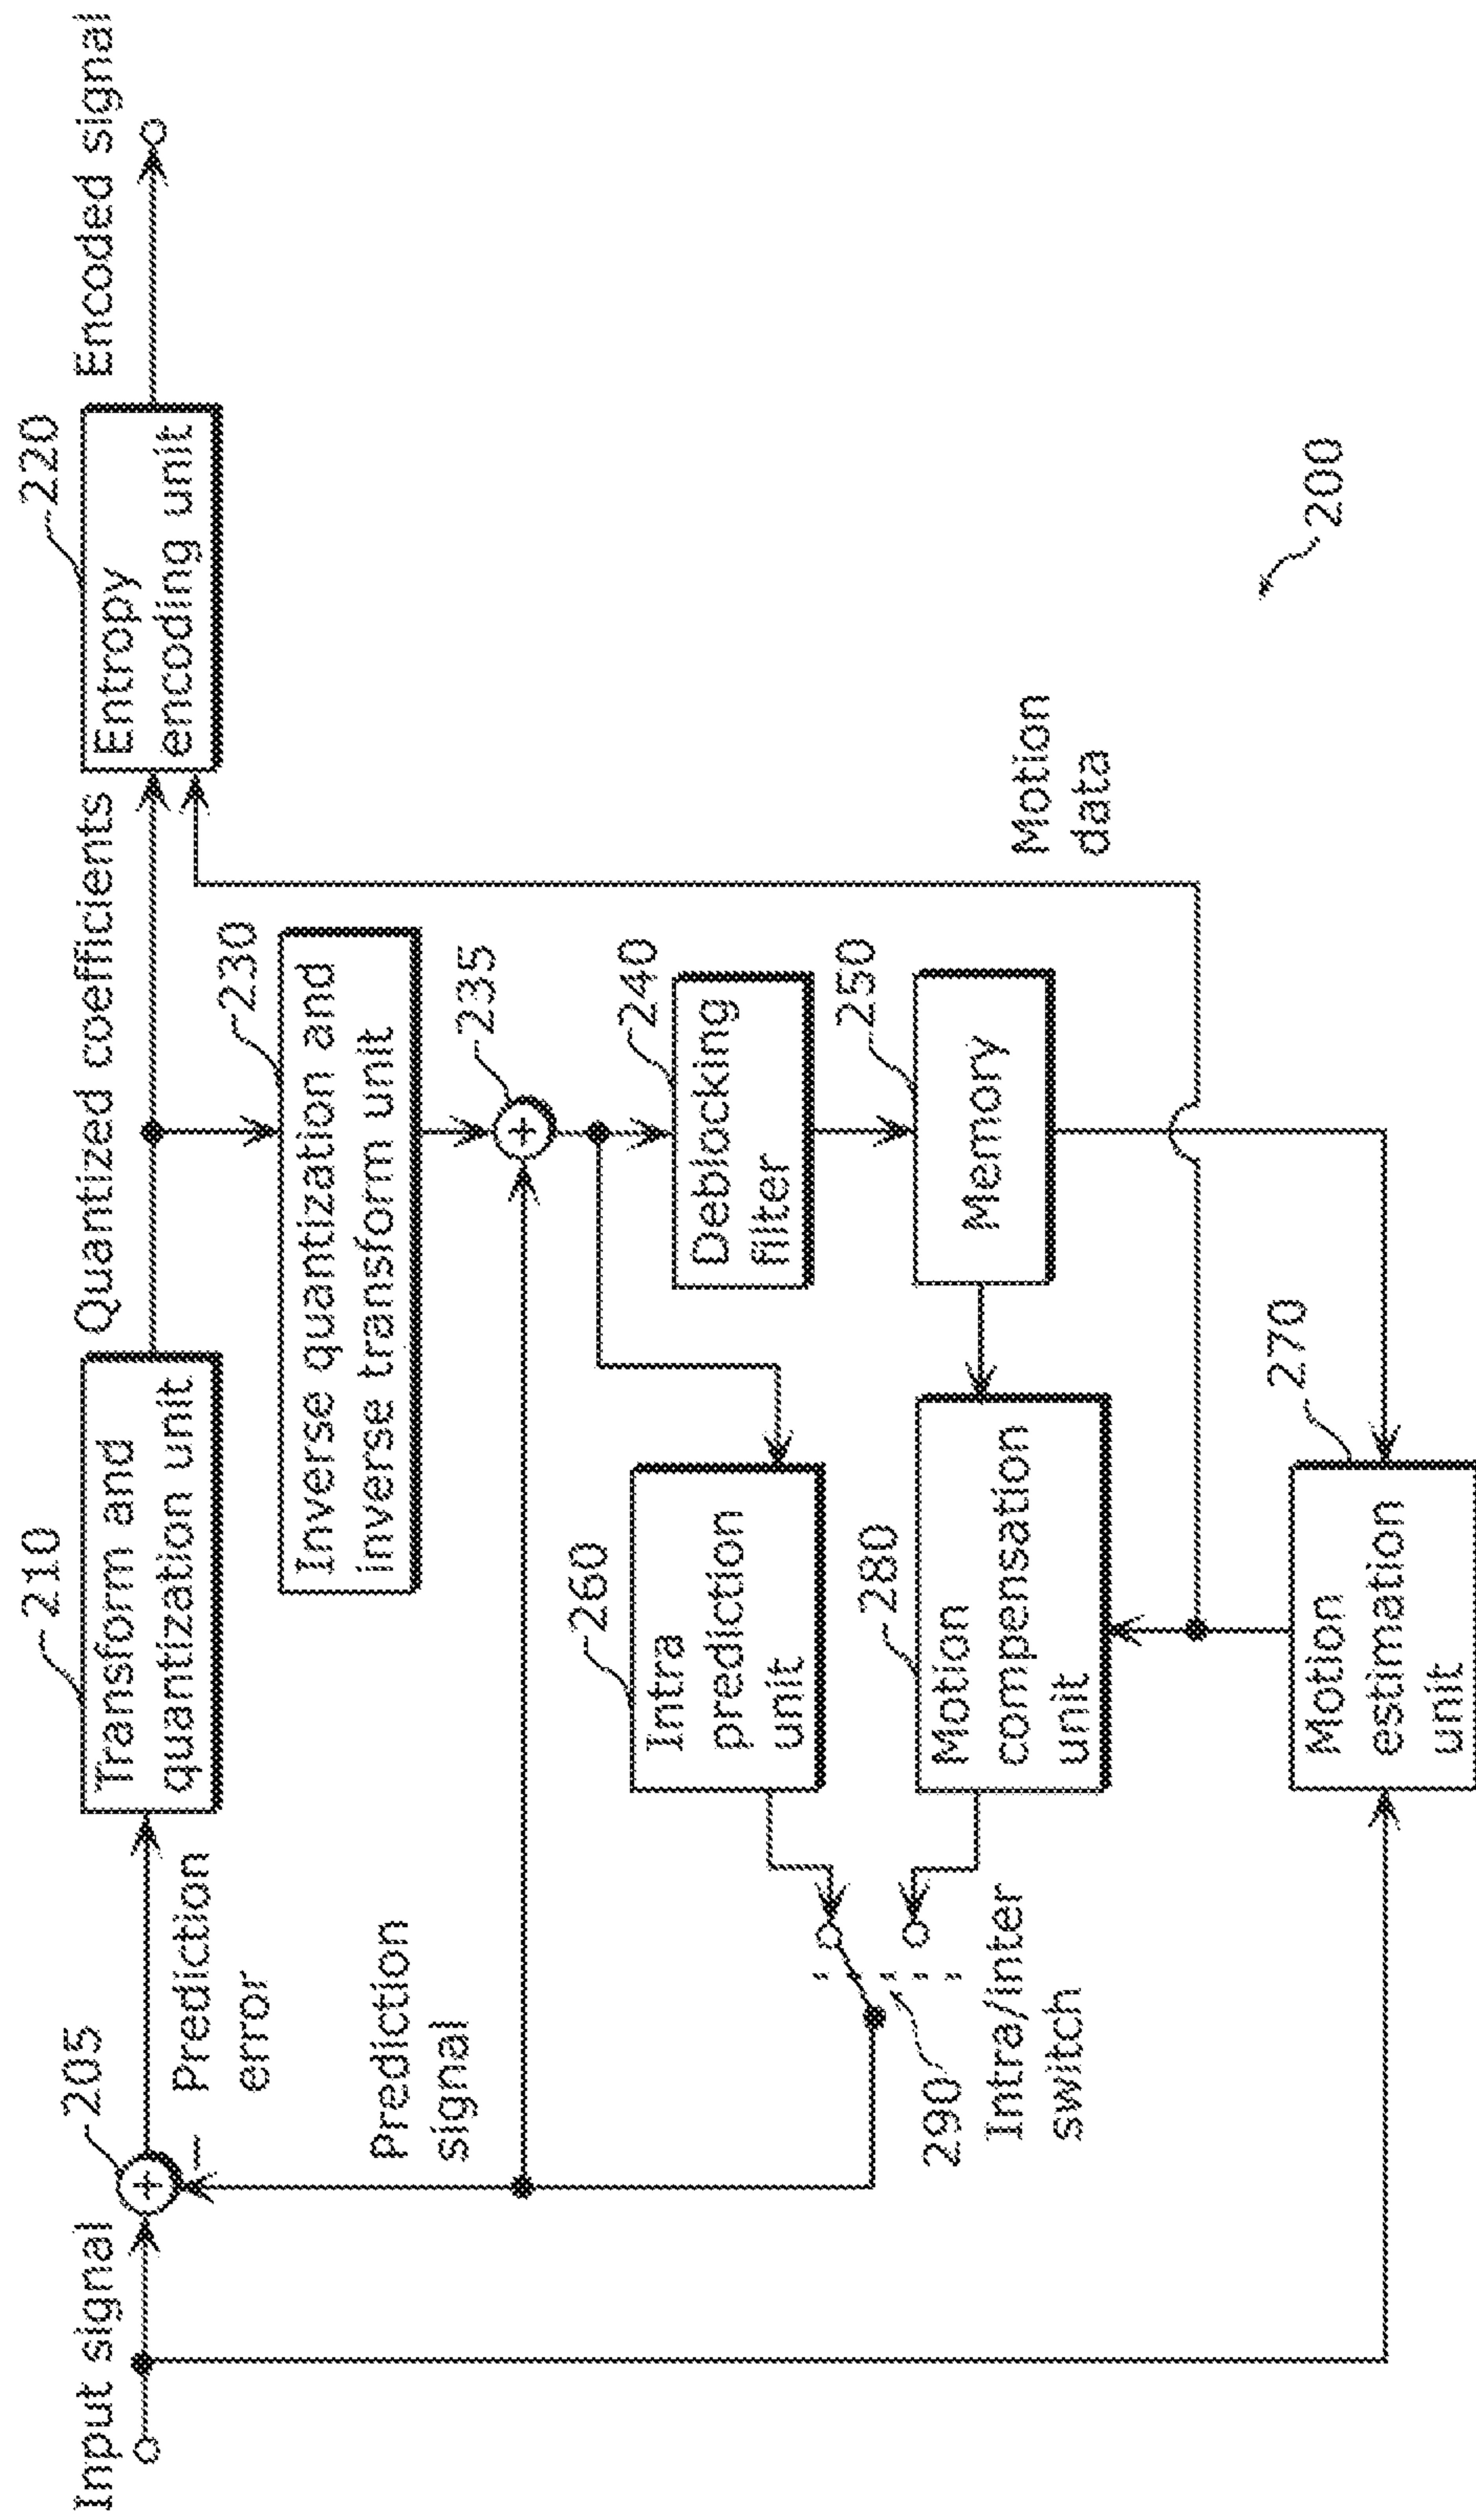 Input signal
205
Prediction
error
210
Transform and
quantization unit
Quantized coefficients
220
Entropy
encoding unit
Encoded signal
230
Inverse quantization and
inverse transform unit
Prediction
signal
235
+
+
−
260
Intra
prediction
unit
240
Deblocking
filter
290
Intra/inter
switch
280
Motion
compensation
unit
250
Memory
Motion
data
270
Motion
estimation
unit
200